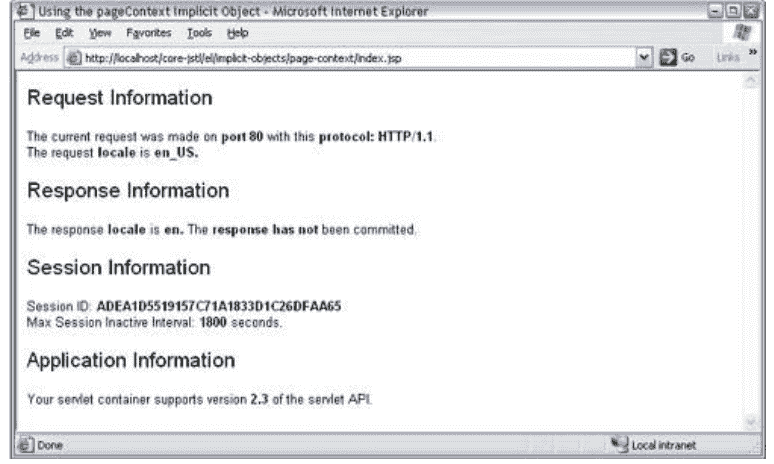 Using the pageContext Implicit Object - Microsoft Internet Explorer
File Edit View Favorites Tools Help
Address http://localhost/core-jstl/el/implicit-objects/page-context/index.jsp Go Links »
Request Information
The current request was made on port 80 with this protocol: HTTP/1.1.
The request locale is en_US.
Response Information
The response locale is en. The response has not been committed.
Session Information
Session ID: ADEA1D5519157C71A1833D1C26DFAA65
Max Session Inactive Interval: 1800 seconds.
Application Information
Your servlet container supports version 2.3 of the servlet API.
Done Local intranet